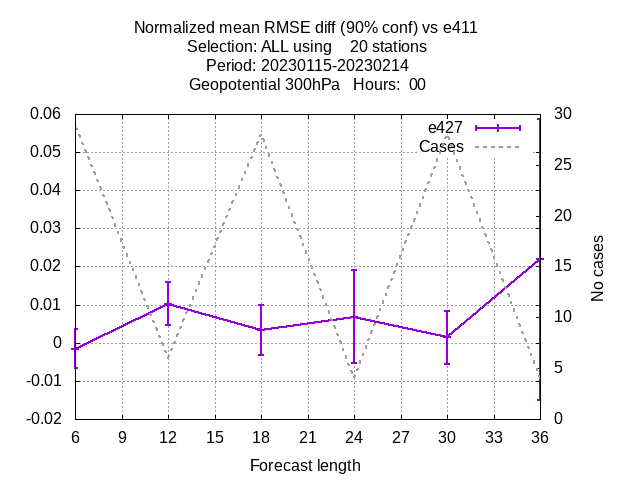 Normalized mean RMSE diff (90% conf) vs e411
Selection: ALL using    20 stations
Period: 20230115-20230214
Geopotential 300hPa   Hours:  00
e427
Cases
0.06
0.05
0.04
0.03
0.02
0.01
0
-0.01
-0.02
30
25
20
15
10
5
0
No cases
6 9 12 15 18 21 24 27 30 33 36
Forecast length